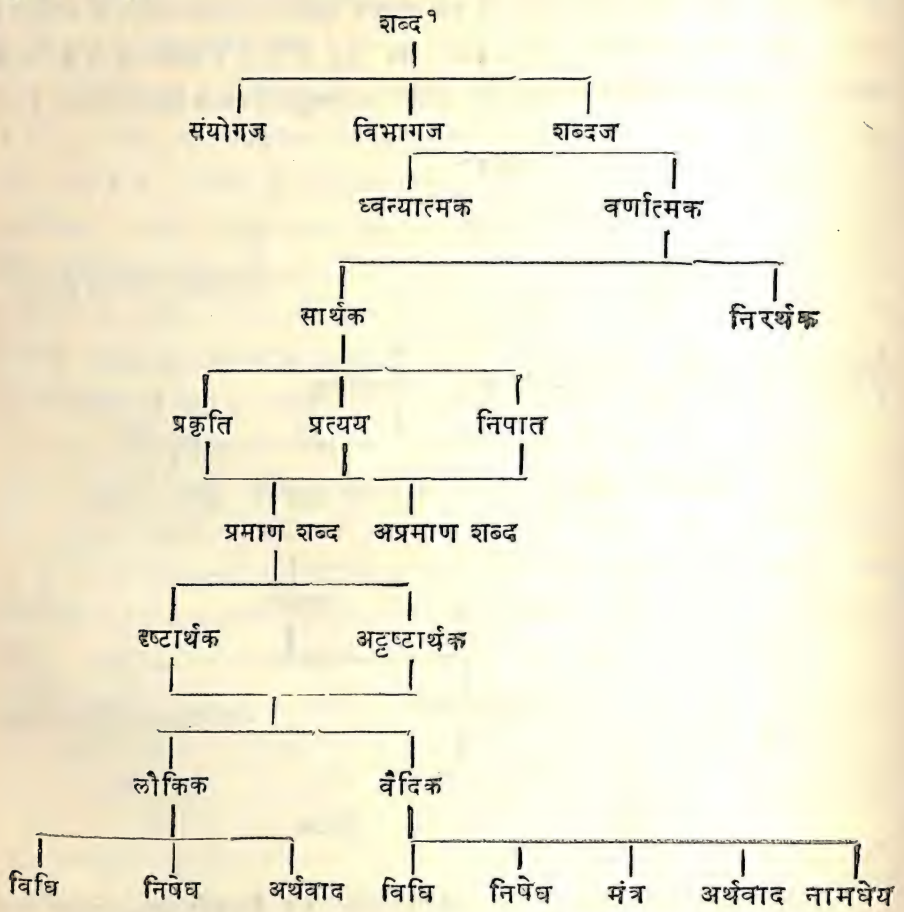 शब्द१
संयोगज विभागज शब्दज
ध्वन्यात्मक वर्णात्मक
सार्थक निरर्थक
प्रकृति प्रत्यय निपात
प्रमाण शब्द अप्रमाण शब्द
दृष्टार्थक अदृष्टार्थक
लौकिक वैदिक
विधि निषेध अर्थवाद विधि निषेध मंत्र अर्थवाद नामधेय